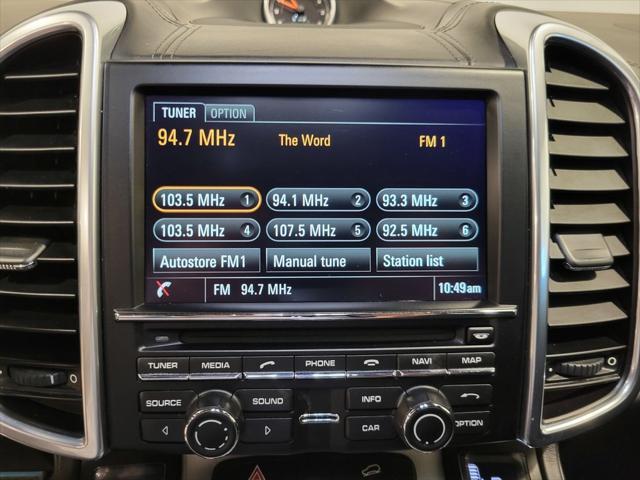 TUNER OPTION
94.7 MHz The Word FM 1
103.5 MHz 1 94.1 MHz 2 93.3 MHz 3
103.5 MHz 4 107.5 MHz 5 92.5 MHz 6
Autostore FM1 Manual tune Station list
FM 94.7 MHz 10:49am
TUNER MEDIA PHONE NAVI MAP
SOURCE SOUND INFO
CAR OPTION
0 0